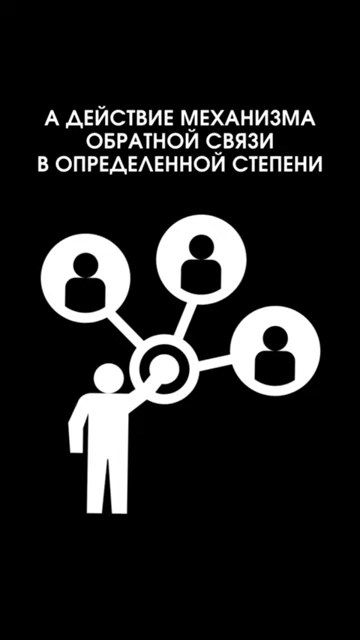 А ДЕЙСТВИЕ МЕХАНИЗМА
ОБРАТНОЙ СВЯЗИ
В ОПРЕДЕЛЕННОЙ СТЕПЕНИ